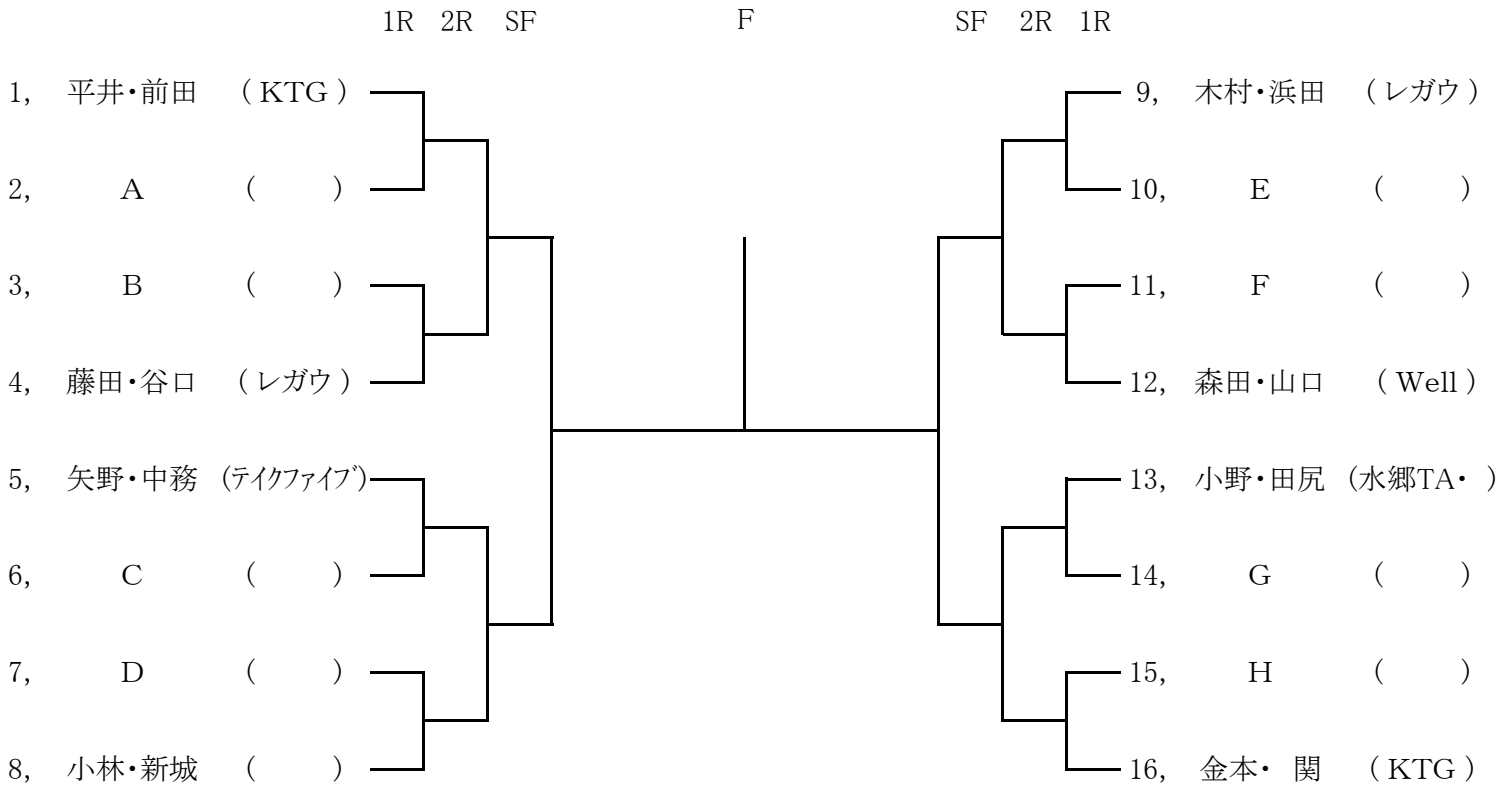 1R 2R SF F SF 2R 1R
1, 平井・前田 ( KTG ) 9, 木村・浜田 ( レガウ )
2, A ( ) 10, E ( )
3, B ( ) 11, F ( )
4, 藤田・谷口 ( レガウ ) 12, 森田・山口 ( Well )
5, 矢野・中務 (テイクファイブ) 13, 小野・田尻 (水郷TA・ )
6, C ( ) 14, G ( )
7, D ( ) 15, H ( )
8, 小林・新城 ( ) 16, 金本・ 関 ( KTG )